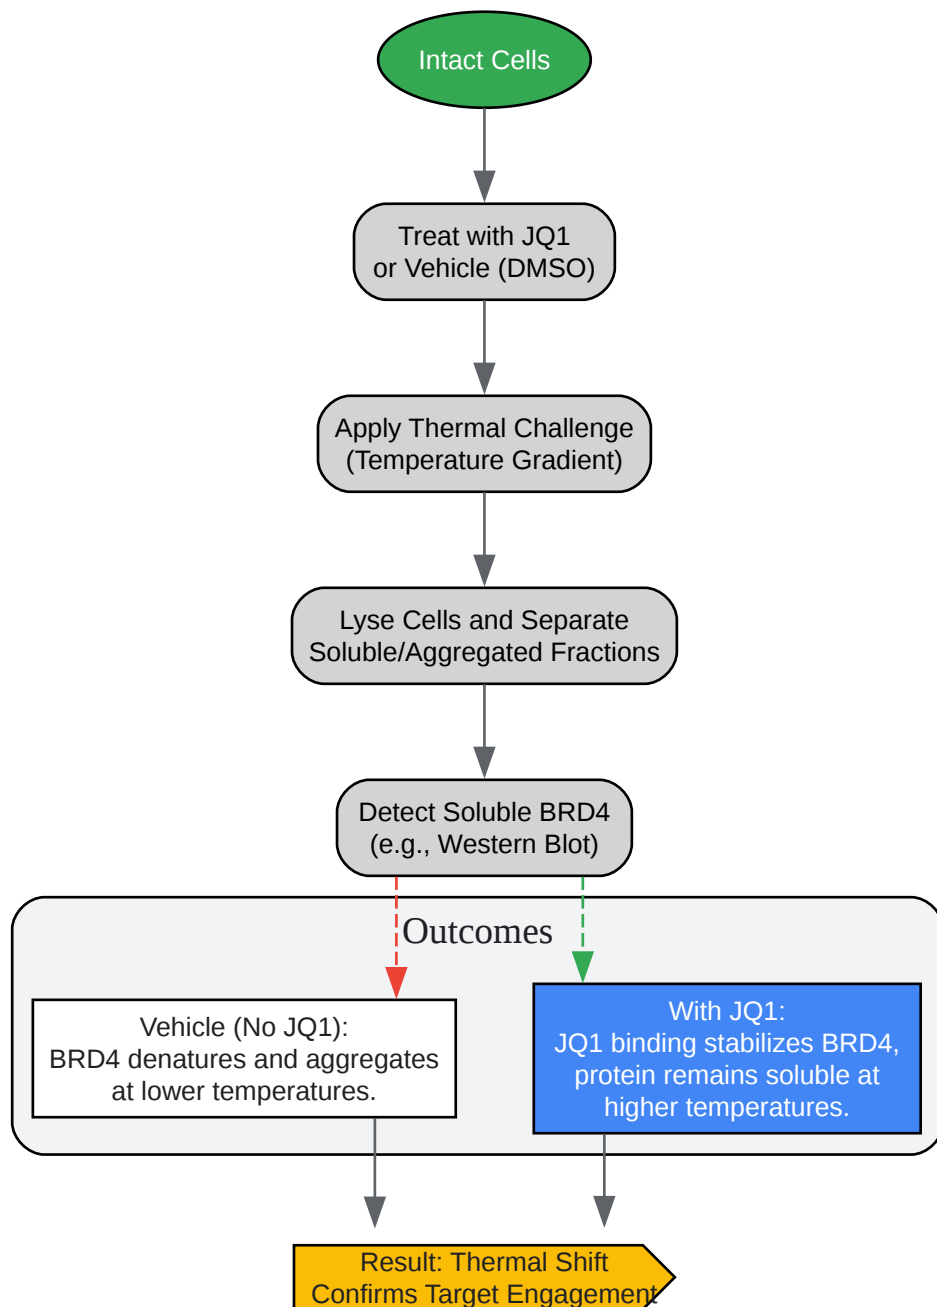 Intact Cells
Treat with JQ1
or Vehicle (DMSO)
Apply Thermal Challenge
(Temperature Gradient)
Lyse Cells and Separate
Soluble/Aggregated Fractions
Detect Soluble BRD4
(e.g., Western Blot)
Outcomes
Vehicle (No JQ1):
BRD4 denatures and aggregates
at lower temperatures.
With JQ1:
JQ1 binding stabilizes BRD4,
protein remains soluble at
higher temperatures.
Result: Thermal Shift
Confirms Target Engagement